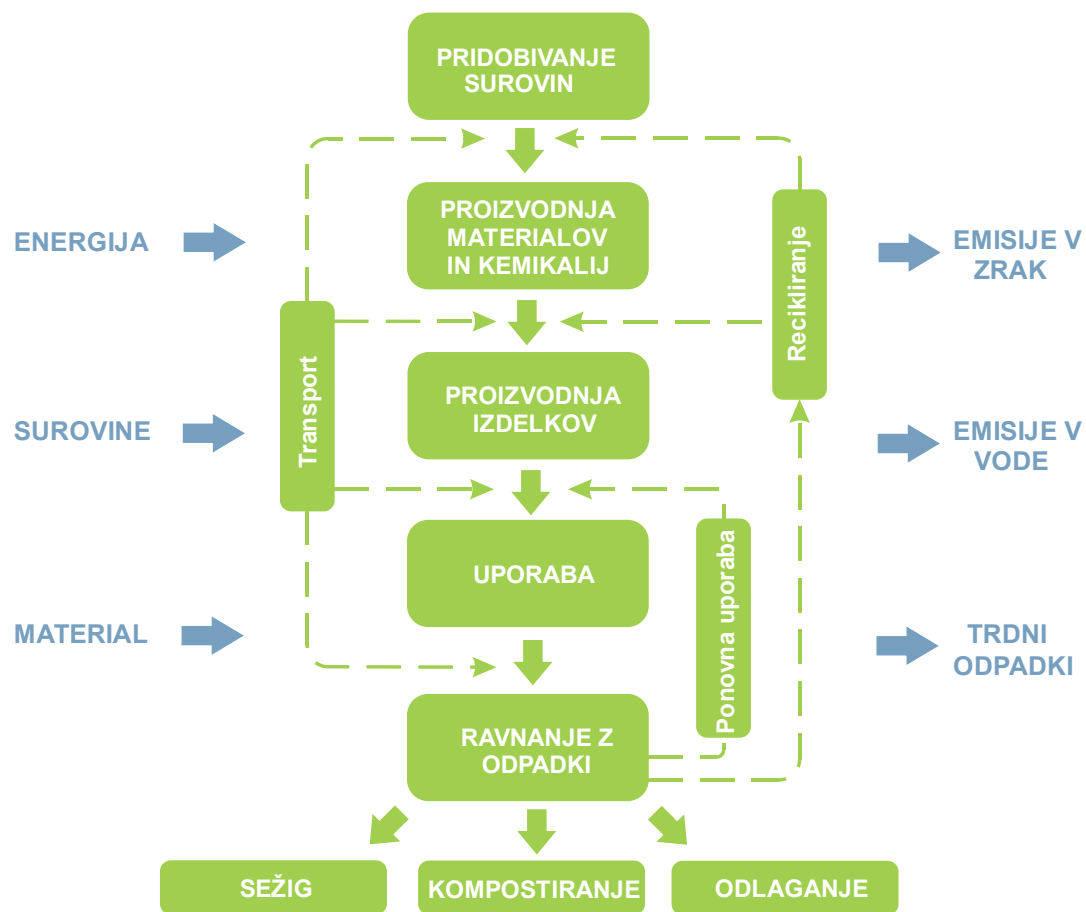 PRIDOBIVANJE
SUROVIN
PROIZVODNJA
MATERIALOV
IN KEMIKALIJ
ENERGIJA
EMISIJE V
ZRAK
Recikliranje
Transport
PROIZVODNJA
IZDELKOV
SUROVINE
EMISIJE V
VODE
UPORABA
Ponovna uporaba
MATERIAL
TRDNI
ODPADKI
RAVNANJE Z
ODPADKI
SEŽIG
KOMPOSTIRANJE
ODLAGANJE